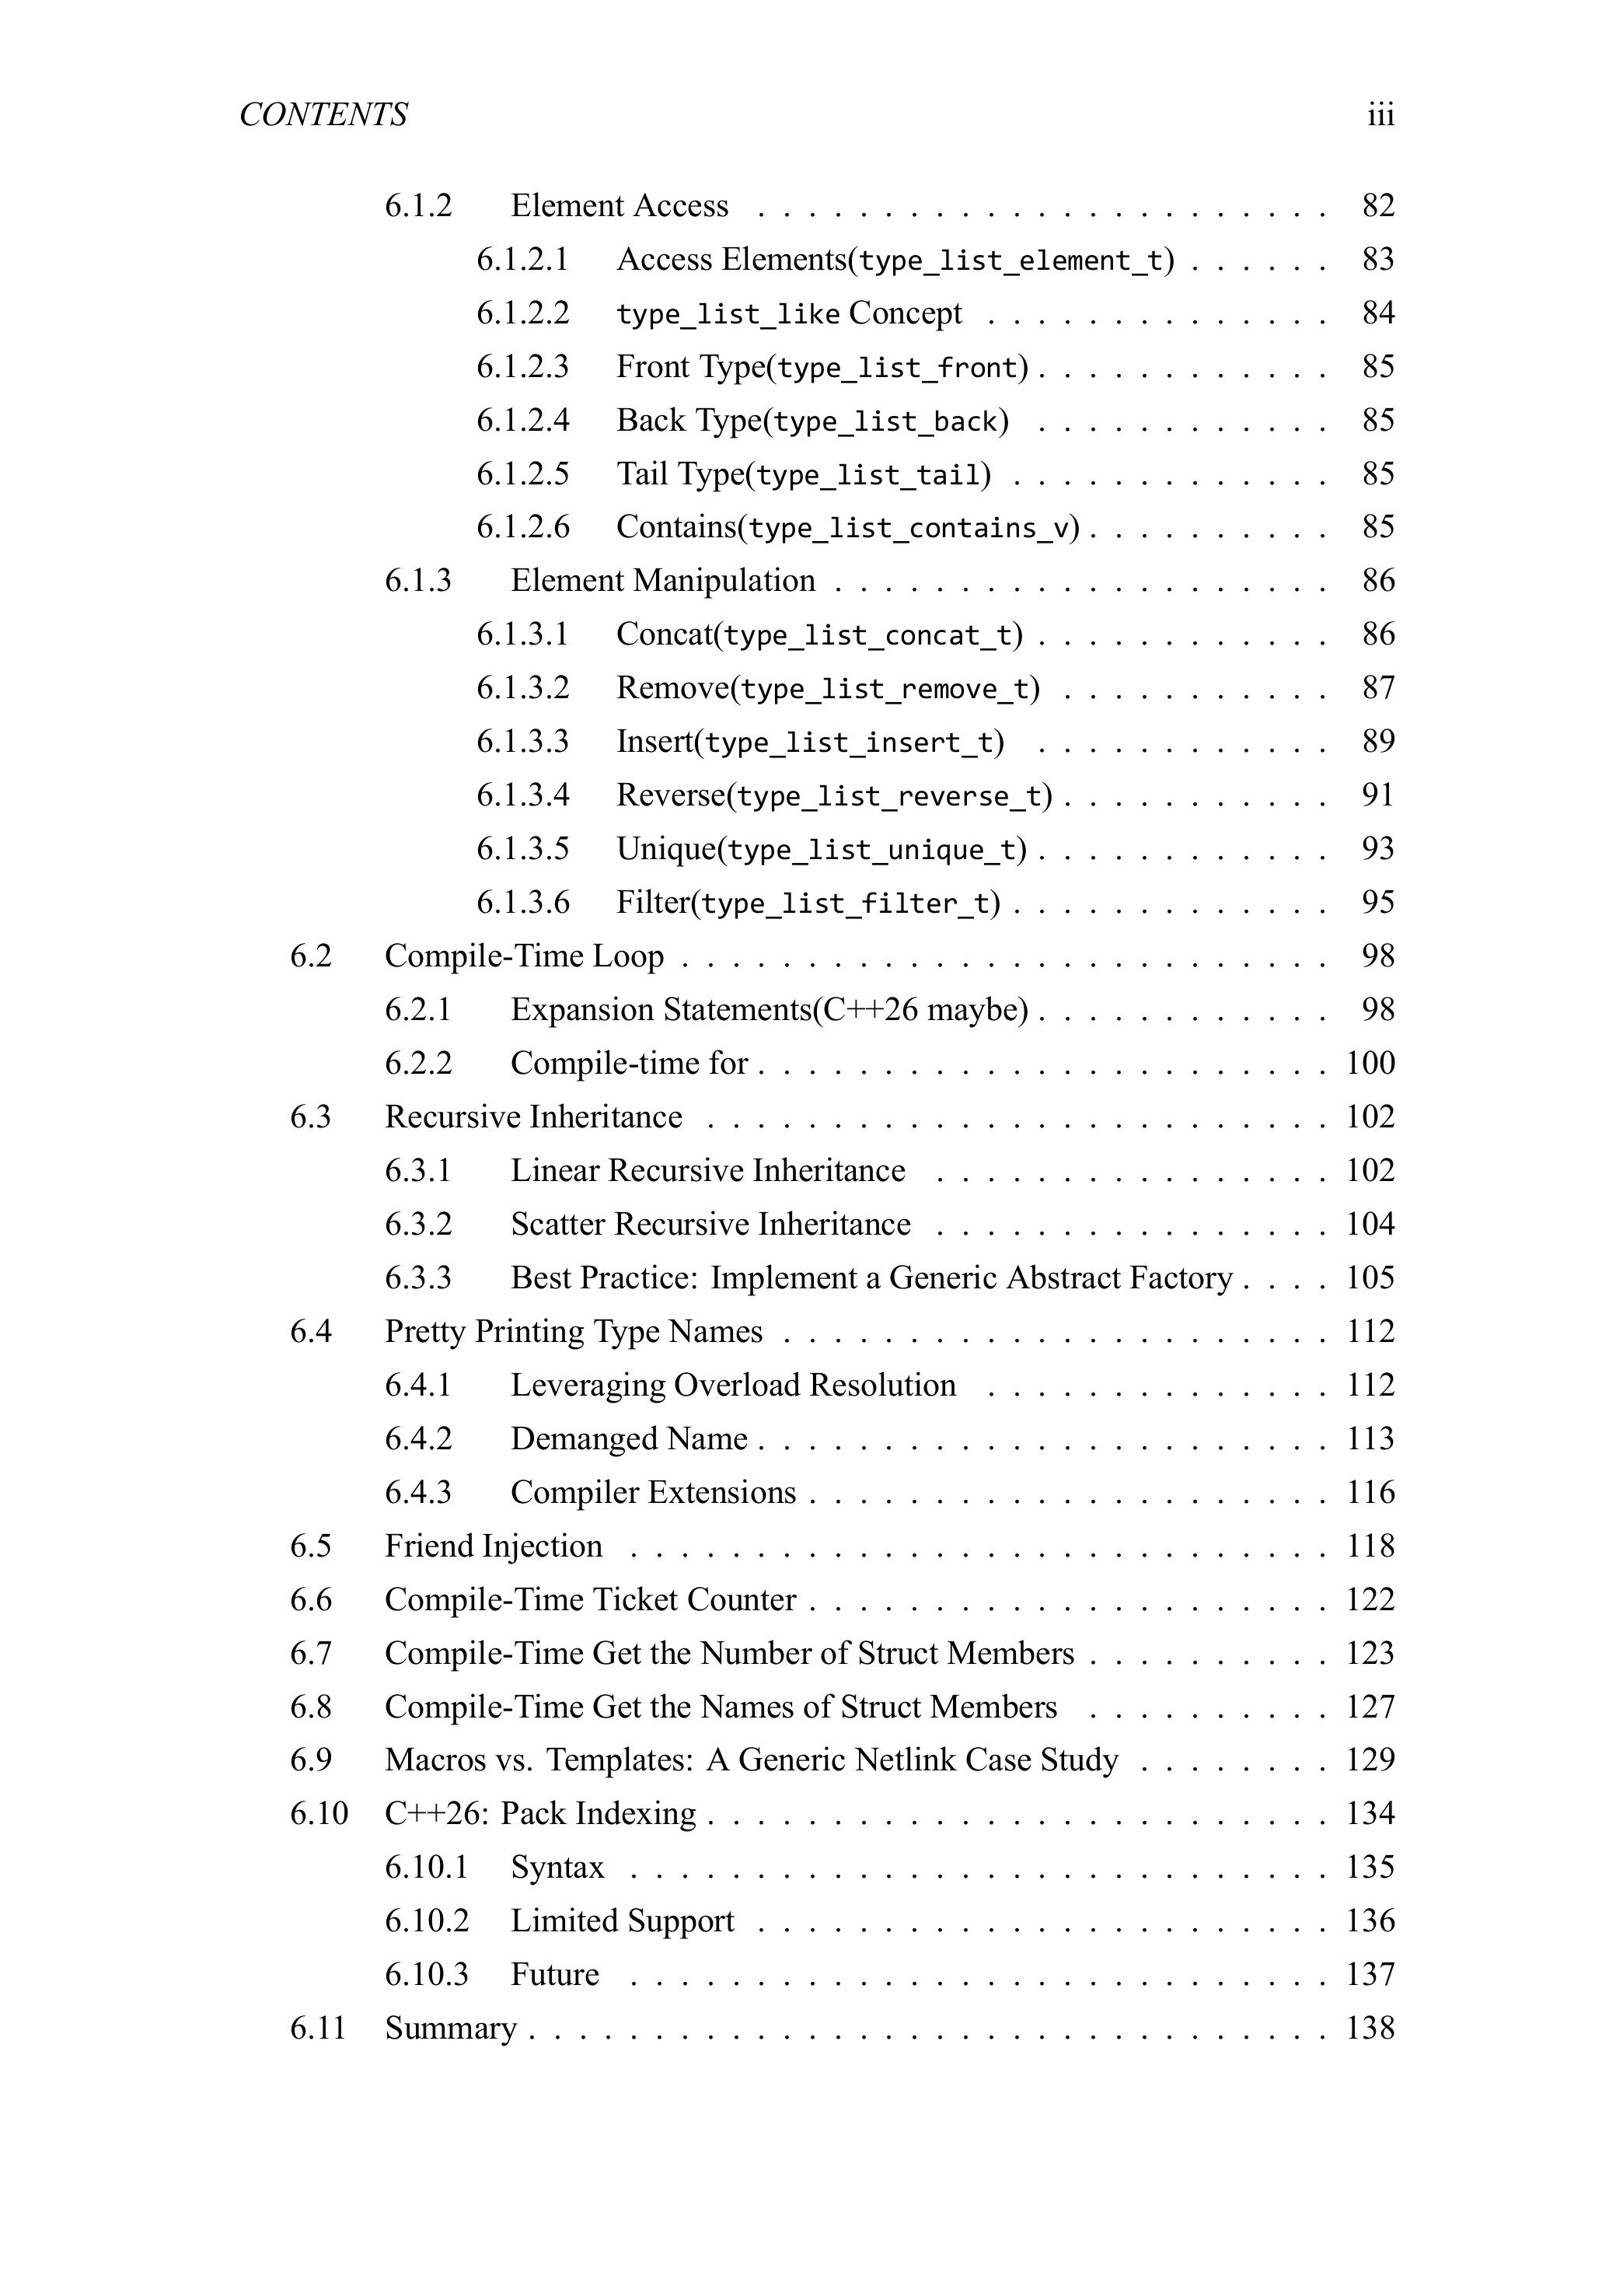 CONTENTS iii
6.1.2 Element Access . . . . . . . . . . . . . . . . . . . . . . . 82
6.1.2.1 Access Elements(type_list_element_t) . . . . . . 83
6.1.2.2 type_list_like Concept . . . . . . . . . . . . . . 84
6.1.2.3 Front Type(type_list_front) . . . . . . . . . . . . 85
6.1.2.4 Back Type(type_list_back) . . . . . . . . . . . . 85
6.1.2.5 Tail Type(type_list_tail) . . . . . . . . . . . . . 85
6.1.2.6 Contains(type_list_contains_v) . . . . . . . . . . 85
6.1.3 Element Manipulation . . . . . . . . . . . . . . . . . . . . 86
6.1.3.1 Concat(type_list_concat_t) . . . . . . . . . . . . 86
6.1.3.2 Remove(type_list_remove_t) . . . . . . . . . . . 87
6.1.3.3 Insert(type_list_insert_t) . . . . . . . . . . . . 89
6.1.3.4 Reverse(type_list_reverse_t) . . . . . . . . . . . 91
6.1.3.5 Unique(type_list_unique_t) . . . . . . . . . . . . 93
6.1.3.6 Filter(type_list_filter_t) . . . . . . . . . . . . . 95
6.2 Compile-Time Loop . . . . . . . . . . . . . . . . . . . . . . . . . . 98
6.2.1 Expansion Statements(C++26 maybe) . . . . . . . . . . . . 98
6.2.2 Compile-time for . . . . . . . . . . . . . . . . . . . . . . . 100
6.3 Recursive Inheritance . . . . . . . . . . . . . . . . . . . . . . . . . 102
6.3.1 Linear Recursive Inheritance . . . . . . . . . . . . . . . . 102
6.3.2 Scatter Recursive Inheritance . . . . . . . . . . . . . . . . 104
6.3.3 Best Practice: Implement a Generic Abstract Factory . . . . 105
6.4 Pretty Printing Type Names . . . . . . . . . . . . . . . . . . . . . . 112
6.4.1 Leveraging Overload Resolution . . . . . . . . . . . . . . 112
6.4.2 Demanged Name . . . . . . . . . . . . . . . . . . . . . . . 113
6.4.3 Compiler Extensions . . . . . . . . . . . . . . . . . . . . . 116
6.5 Friend Injection . . . . . . . . . . . . . . . . . . . . . . . . . . . . 118
6.6 Compile-Time Ticket Counter . . . . . . . . . . . . . . . . . . . . . 122
6.7 Compile-Time Get the Number of Struct Members . . . . . . . . . . 123
6.8 Compile-Time Get the Names of Struct Members . . . . . . . . . . 127
6.9 Macros vs. Templates: A Generic Netlink Case Study . . . . . . . . 129
6.10 C++26: Pack Indexing . . . . . . . . . . . . . . . . . . . . . . . . . 134
6.10.1 Syntax . . . . . . . . . . . . . . . . . . . . . . . . . . . . 135
6.10.2 Limited Support . . . . . . . . . . . . . . . . . . . . . . . 136
6.10.3 Future . . . . . . . . . . . . . . . . . . . . . . . . . . . . 137
6.11 Summary . . . . . . . . . . . . . . . . . . . . . . . . . . . . . . . . 138